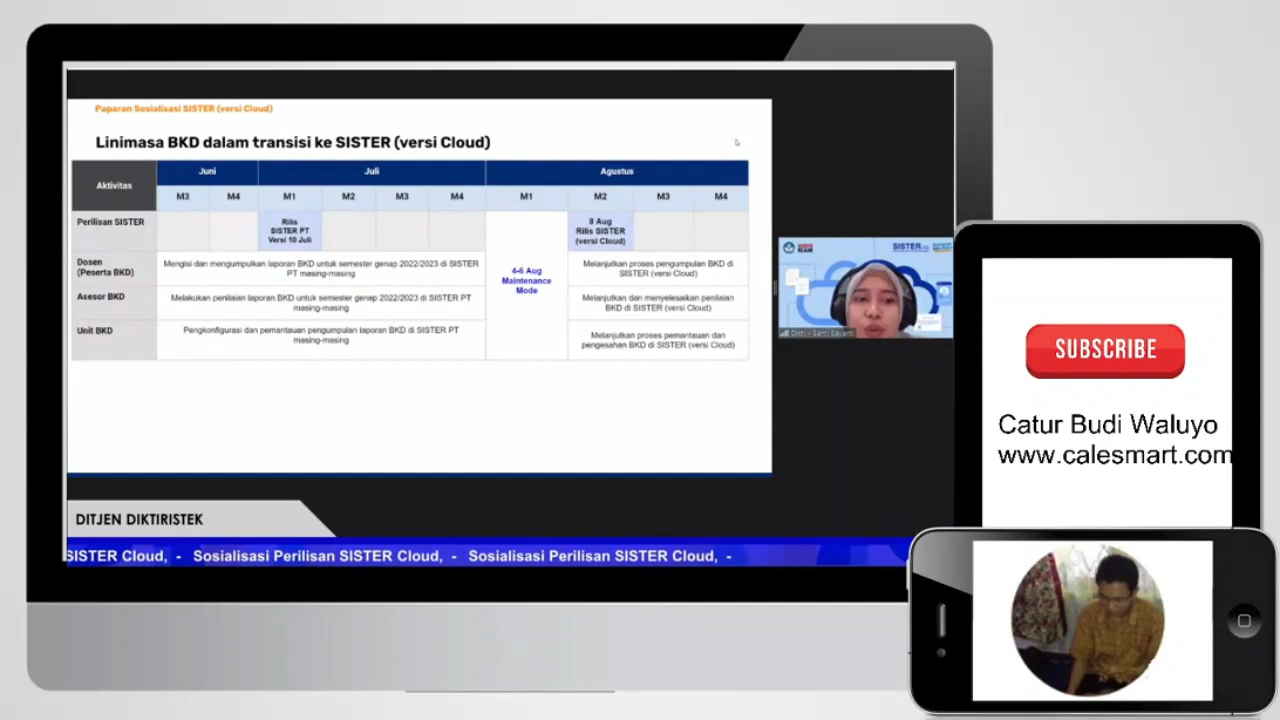 Paparan Sosialisasi SISTER (versi Cloud)
Linimasa BKD dalam transisi ke SISTER (versi Cloud)
Aktivitas
Juni
Juli
Agustus
M3
M4
M1
M2
M3
M4
M1
M2
M3
M4
Perilisan SISTER
Rilis
SISTER PT
Versi 10 Juli
8 Aug
Rilis SISTER
(versi Cloud)
Dosen
(Peserta BKD)
Mengisi dan mengumpulkan laporan BKD untuk semester genap 2022/2023 di SISTER
PT masing-masing
4-6 Aug
Maintenance
Mode
Melanjutkan proses pengumpulan BKD di
SISTER (versi Cloud)
Asesor BKD
Melakukan penilaian laporan BKD untuk semester genap 2022/2023 di SISTER PT
masing-masing
Melanjutkan dan menyelesaikan penilaian
BKD di SISTER (versi Cloud)
Unit BKD
Pengkonfigurasi dan pemantauan pengumpulan laporan BKD di SISTER PT
masing-masing
Melanjutkan proses pemantauan dan
pengesahan BKD di SISTER (versi Cloud)
SISTER
Dikti - Santi Gayanti
DITJEN DIKTIRISTEK
SISTER Cloud, - Sosialisasi Perilisan SISTER Cloud, - Sosialisasi Perilisan SISTER Cloud, -
SUBSCRIBE
Catur Budi Waluyo
www.calesmart.com